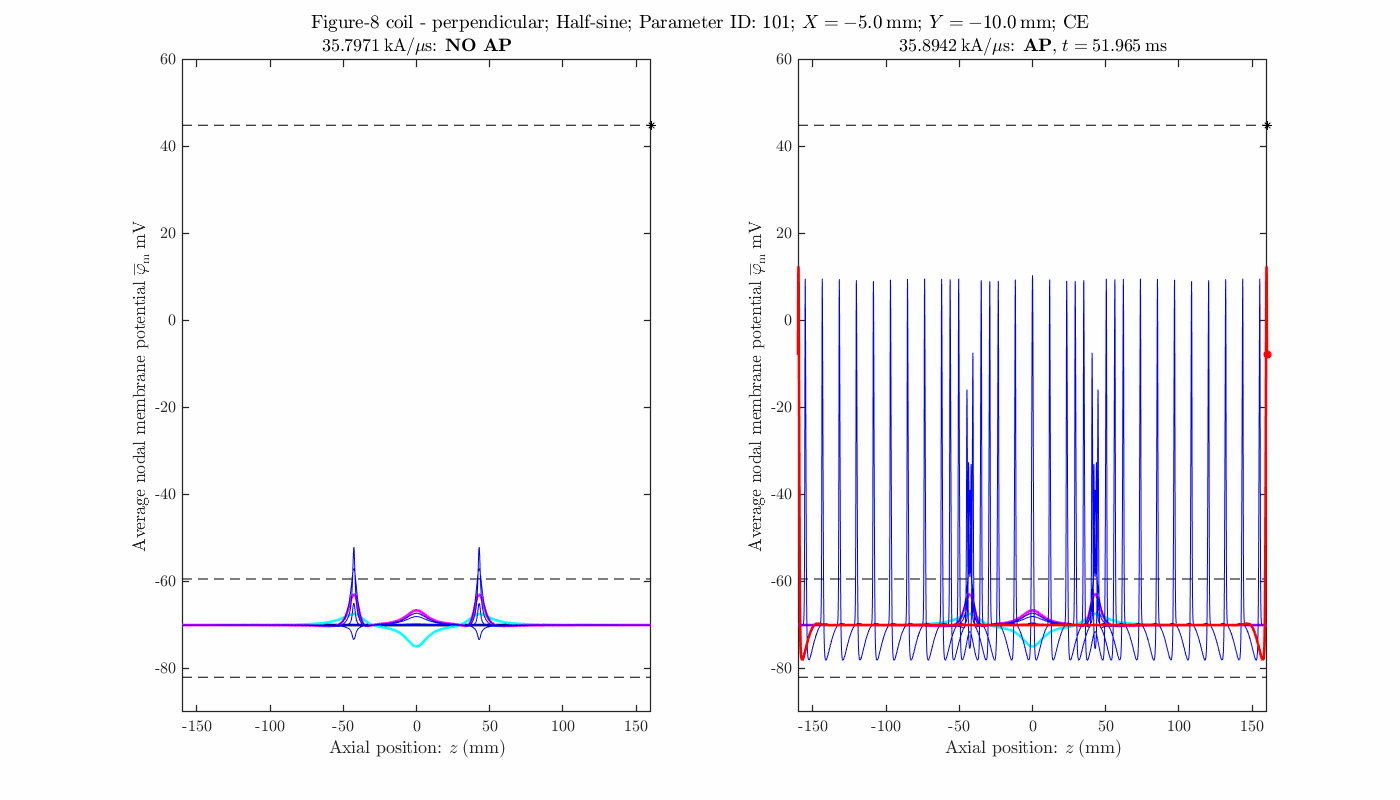 Figure-8 coil - perpendicular; Half-sine; Parameter ID: 101; X = −5.0 mm; Y = −10.0 mm; CE
35.7971 kA/μs: NO AP
60
40
20
0
-20
-40
-60
-80
-150 -100 -50 0 50 100 150
Axial position: z (mm)
Average nodal membrane potential φ̅m mV
35.8942 kA/μs: AP, t = 51.965 ms
60
40
20
0
-20
-40
-60
-80
-150 -100 -50 0 50 100 150
Axial position: z (mm)
Average nodal membrane potential φ̅m mV